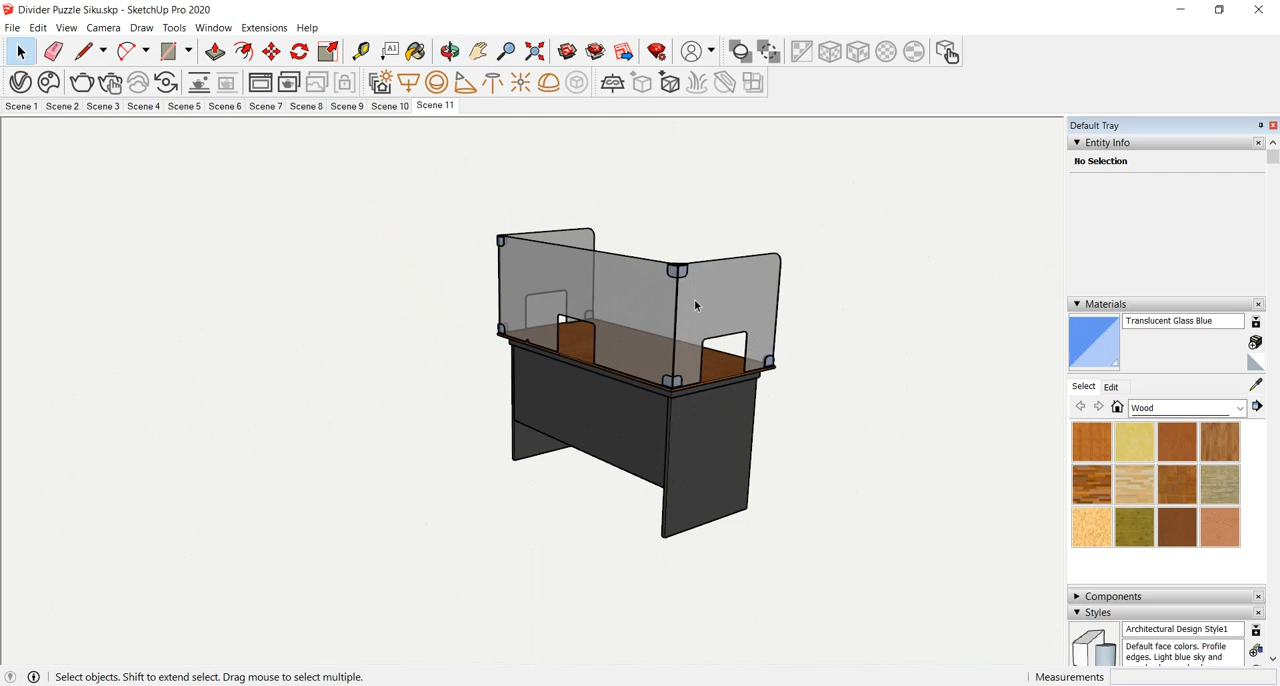 Divider Puzzle Siku.skp - SketchUp Pro 2020
File Edit View Camera Draw Tools Window Extensions Help
Scene 1 Scene 2 Scene 3 Scene 4 Scene 5 Scene 6 Scene 7 Scene 8 Scene 9 Scene 10 Scene 11
Default Tray
Entity Info
No Selection
Materials
Translucent Glass Blue
Select Edit
Wood
Components
Styles
Architectural Design Style1
Default face colors. Profile
edges. Light blue sky and
Select objects. Shift to extend select. Drag mouse to select multiple.
Measurements